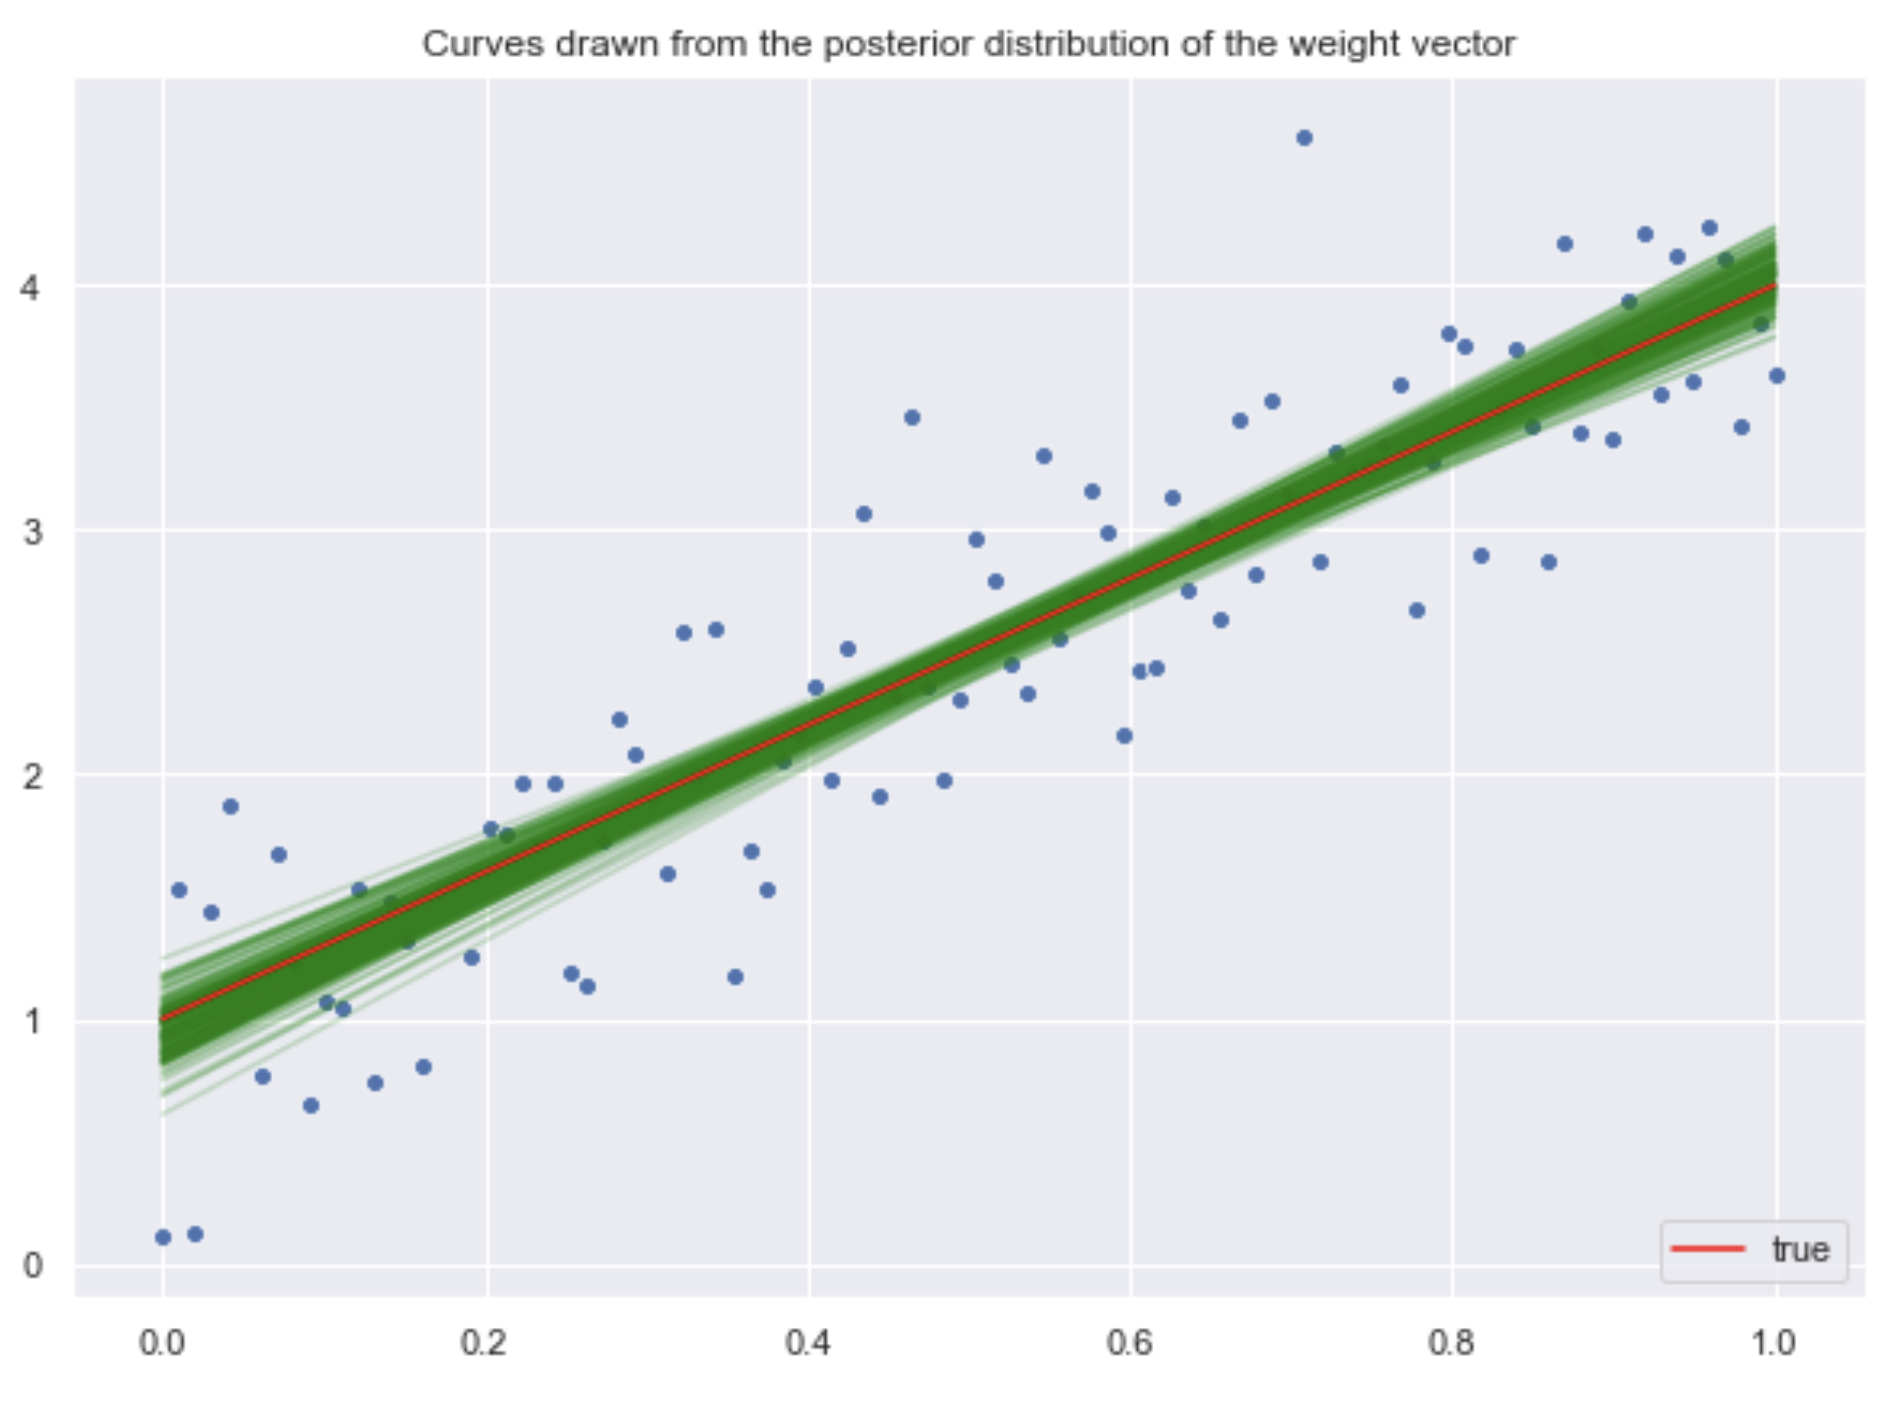 Curves drawn from the posterior distribution of the weight vector
4
3
2
1
0
true
0.0 0.2 0.4 0.6 0.8 1.0